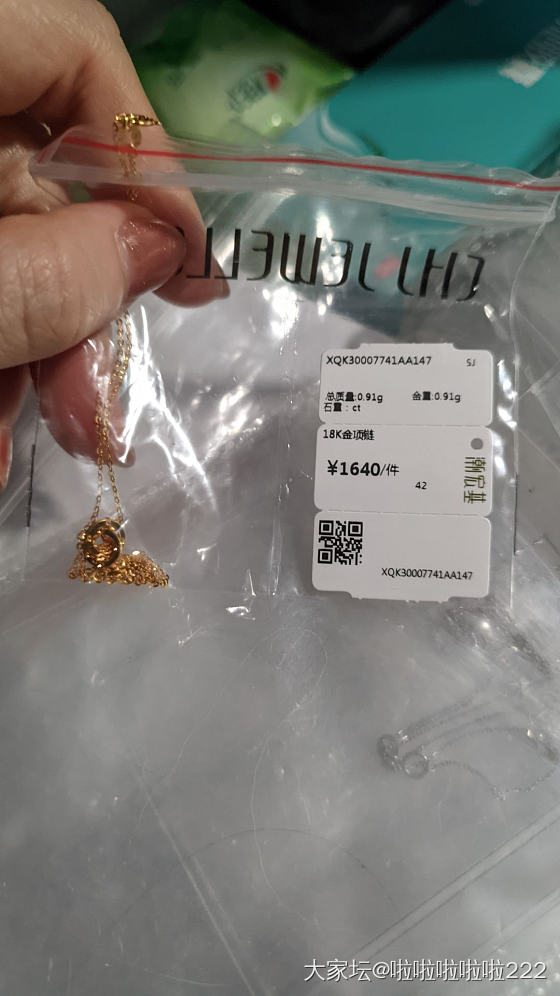 CHJ JEWELL
XQK30007741AA147
SJ
总质量:0.91g 金重:0.91g
石重:ct
18K金项链
¥1640/件
42
潮宏基
XQK30007741AA147
大家坛@啦啦啦啦啦222